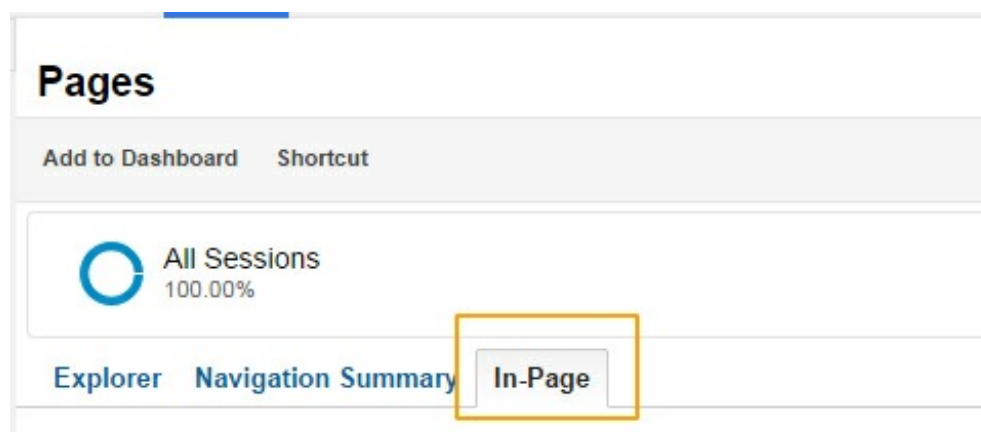 Pages
Add to Dashboard Shortcut
All Sessions
100.00%
Explorer Navigation Summary In-Page